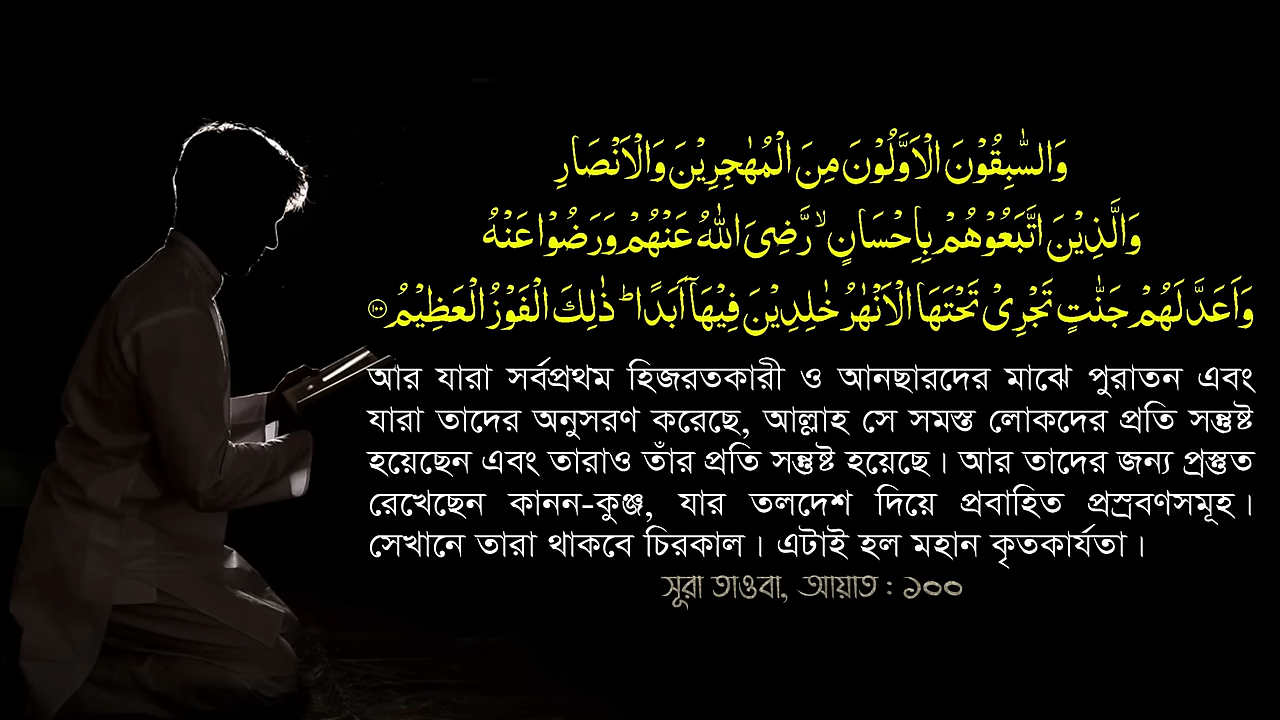 وَالسّٰبِقُوْنَ الْاَوَّلُوْنَ مِنَ الْمُهٰجِرِيْنَ وَالْاَنْصَارِ
وَالَّذِيْنَ اتَّبَعُوْهُمْ بِاِحْسَانٍ ۙ رَّضِىَ اللّٰهُ عَنْهُمْ وَرَضُوْا عَنْهُ
وَاَعَدَّ لَهُمْ جَنّٰتٍ تَجْرِىْ تَحْتَهَا الْاَنْهٰرُ خٰلِدِيْنَ فِيْهَاۤ اَبَدًا ؕ ذٰلِكَ الْفَوْزُ الْعَظِيْمُ ۝۱۰۰
আর যারা সর্বপ্রথম হিজরতকারী ও আনছারদের মাঝে পুরাতন এবং
যারা তাদের অনুসরণ করেছে, আল্লাহ সে সমস্ত লোকদের প্রতি সন্তুষ্ট
হয়েছেন এবং তারাও তাঁর প্রতি সন্তুষ্ট হয়েছে। আর তাদের জন্য প্রস্তুত
রেখেছেন কানন-কুঞ্জ, যার তলদেশ দিয়ে প্রবাহিত প্রস্রবণসমূহ।
সেখানে তারা থাকবে চিরকাল। এটাই হল মহান কৃতকার্যতা।
সূরা তাওবা, আয়াত : ১০০